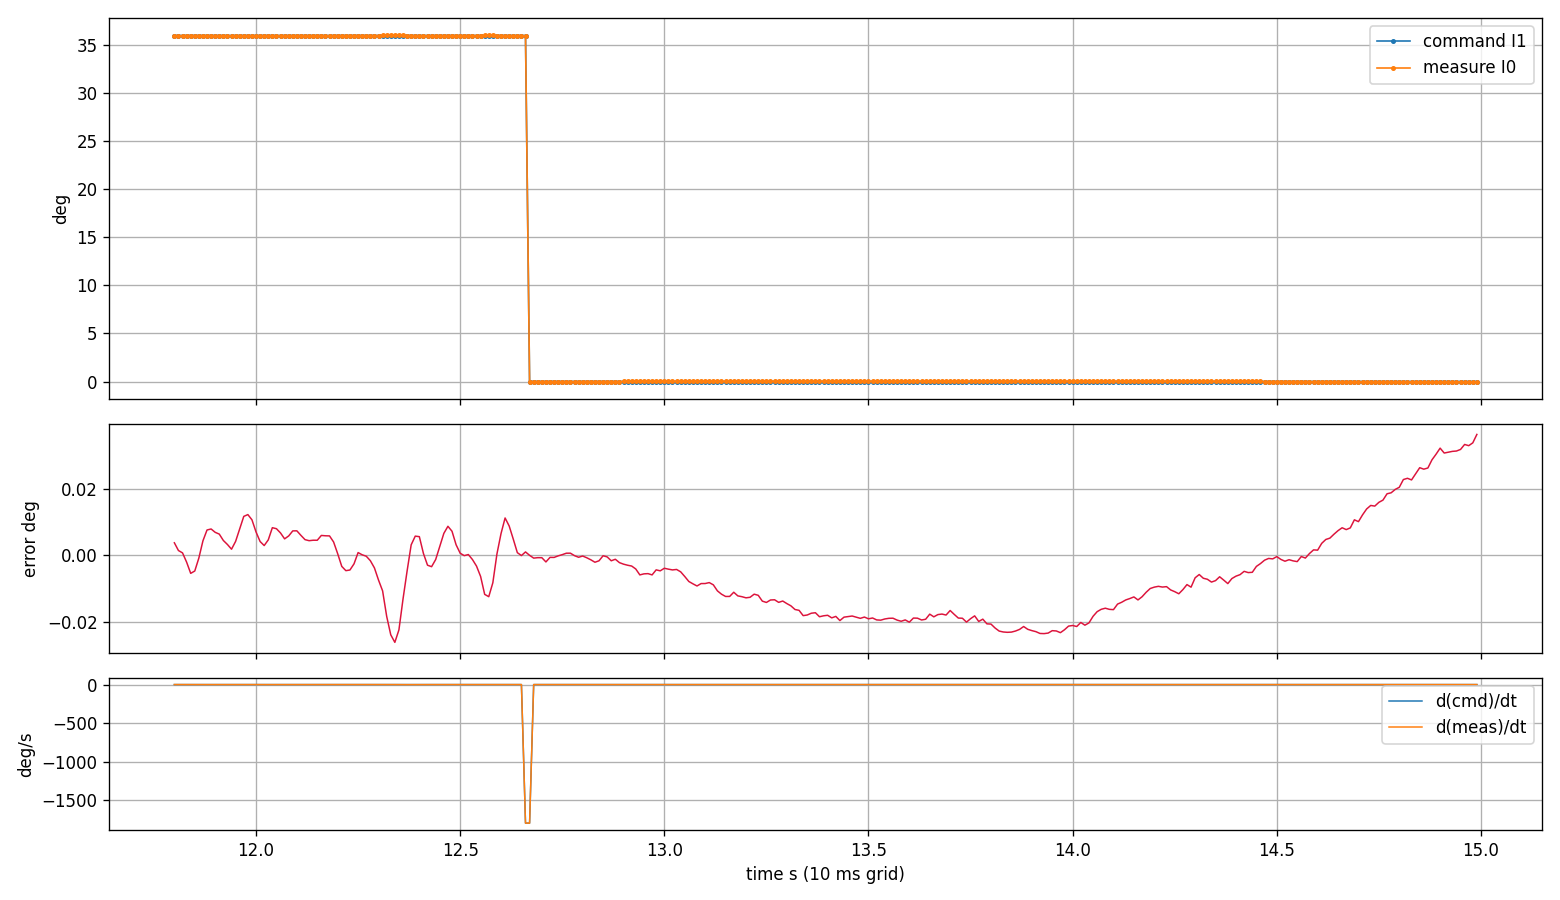 35
30
25
20
15
10
5
0
deg
command I1
measure I0
0.02
0.00
−0.02
error deg
0
−500
−1000
−1500
deg/s
d(cmd)/dt
d(meas)/dt
12.0 12.5 13.0 13.5 14.0 14.5 15.0
time s (10 ms grid)